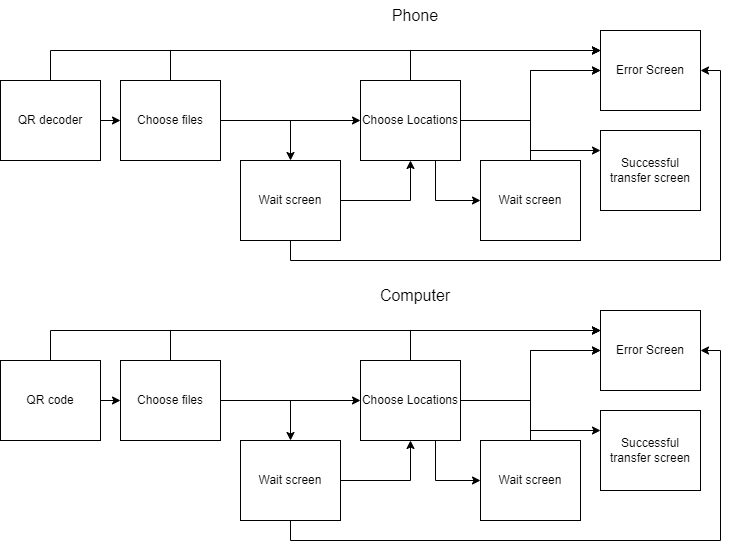 Phone
Error Screen
QR decoder
Choose files
Choose Locations
Successful
transfer screen
Wait screen
Wait screen
Computer
Error Screen
QR code
Choose files
Choose Locations
Successful
transfer screen
Wait screen
Wait screen